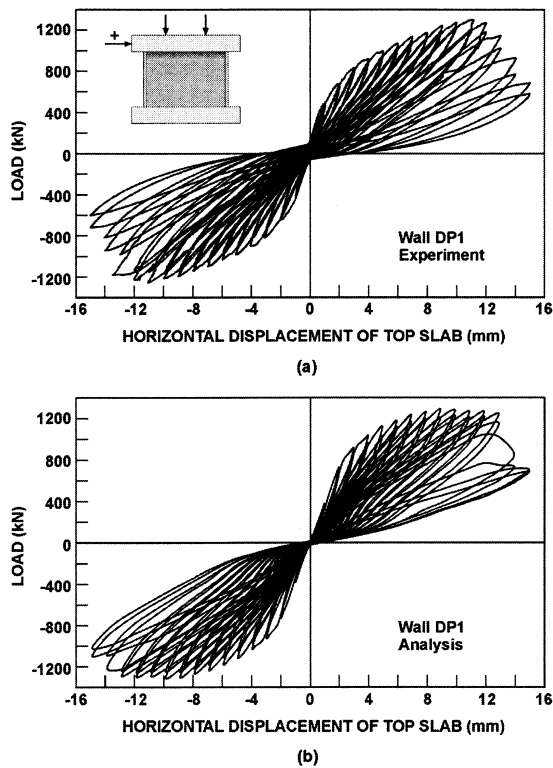 1200
800
400
0
-400
-800
-1200
LOAD (kN)
+
Wall DP1
Experiment
-16 -12 -8 -4 0 4 8 12 16
HORIZONTAL DISPLACEMENT OF TOP SLAB (mm)
(a)
1200
800
400
0
-400
-800
-1200
LOAD (kN)
Wall DP1
Analysis
-16 -12 -8 -4 0 4 8 12 16
HORIZONTAL DISPLACEMENT OF TOP SLAB (mm)
(b)